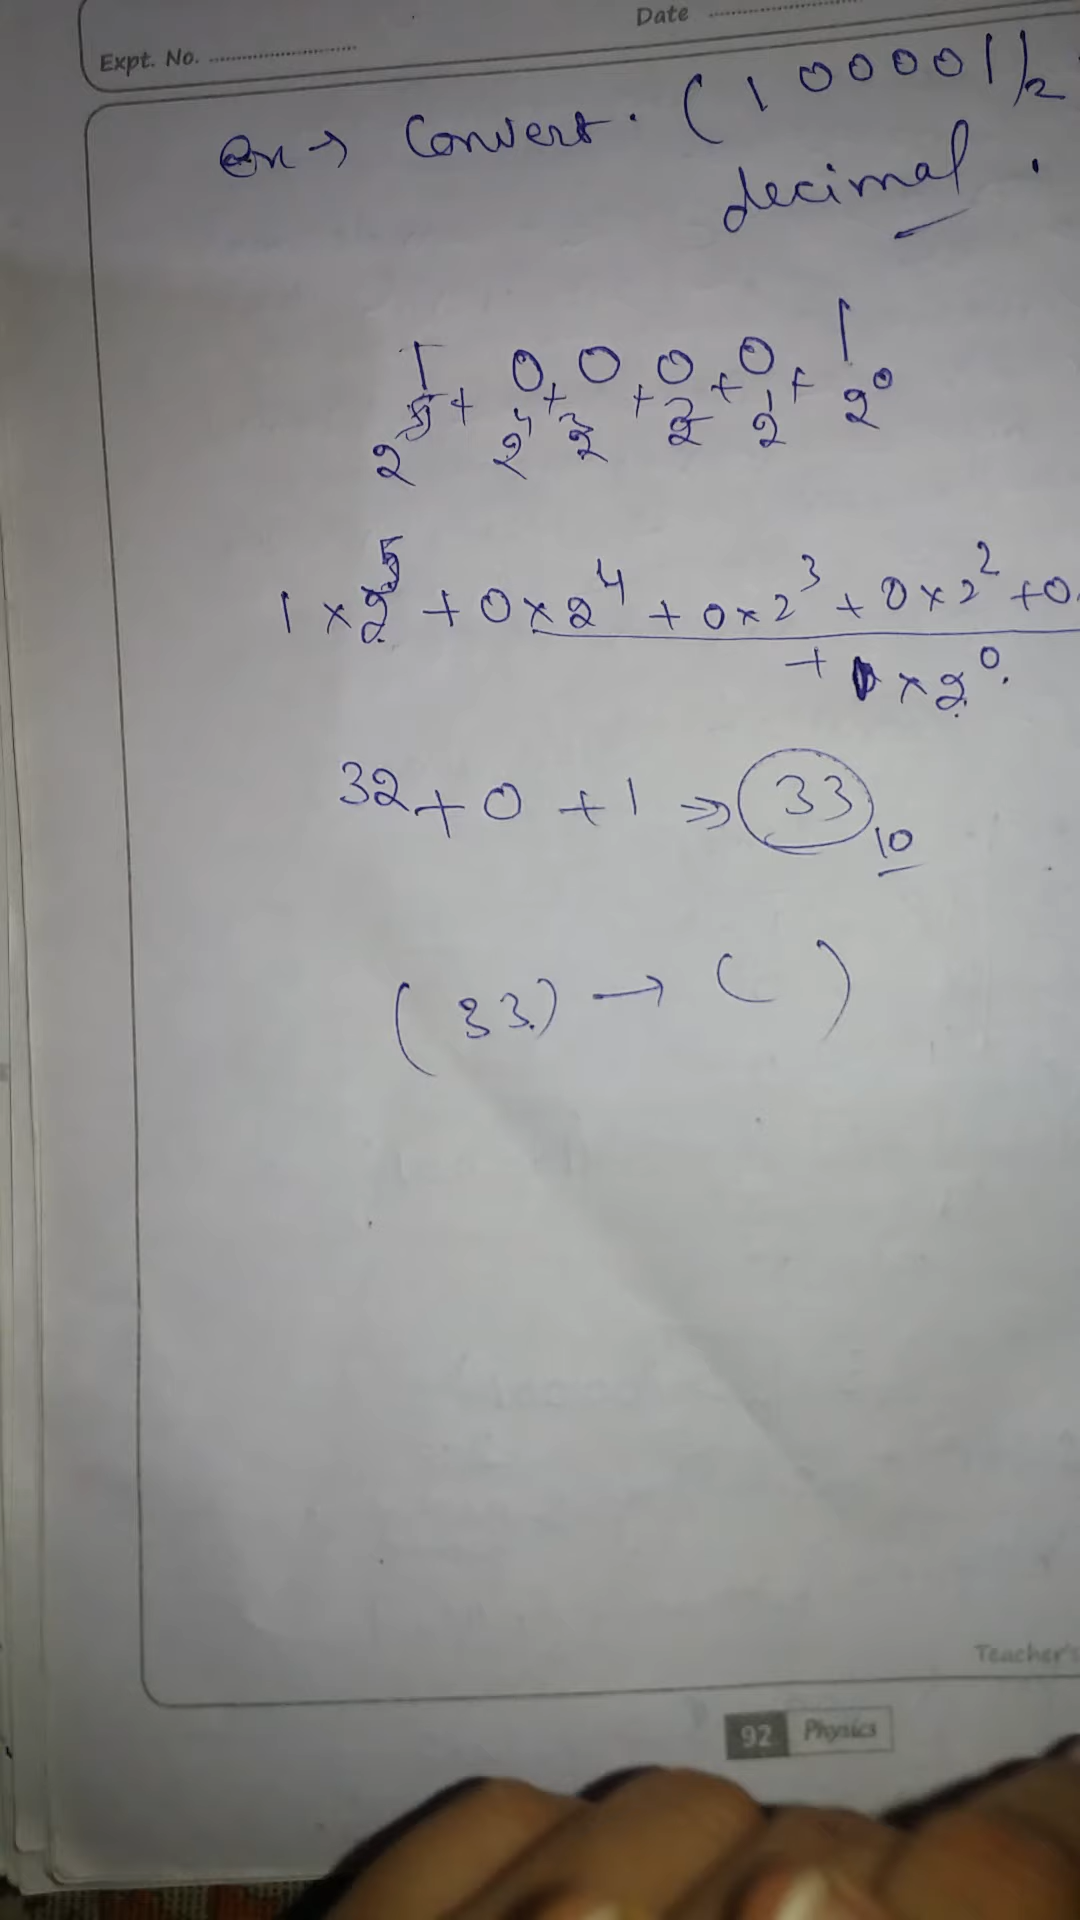 Date
Expt. No.
Ex → Convert. (100001)2
decimal.
1 0 0 0 0 1
2^5 + 2^4 + 2^3 + 2^2 + 2^1 + 2^0
1 × 2^5 + 0 × 2^4 + 0 × 2^3 + 0 × 2^2 + 0
+ 1 × 2^0.
32 + 0 + 1 ⇒ 33 10
(33) → ( )
Teacher's
92 Physics